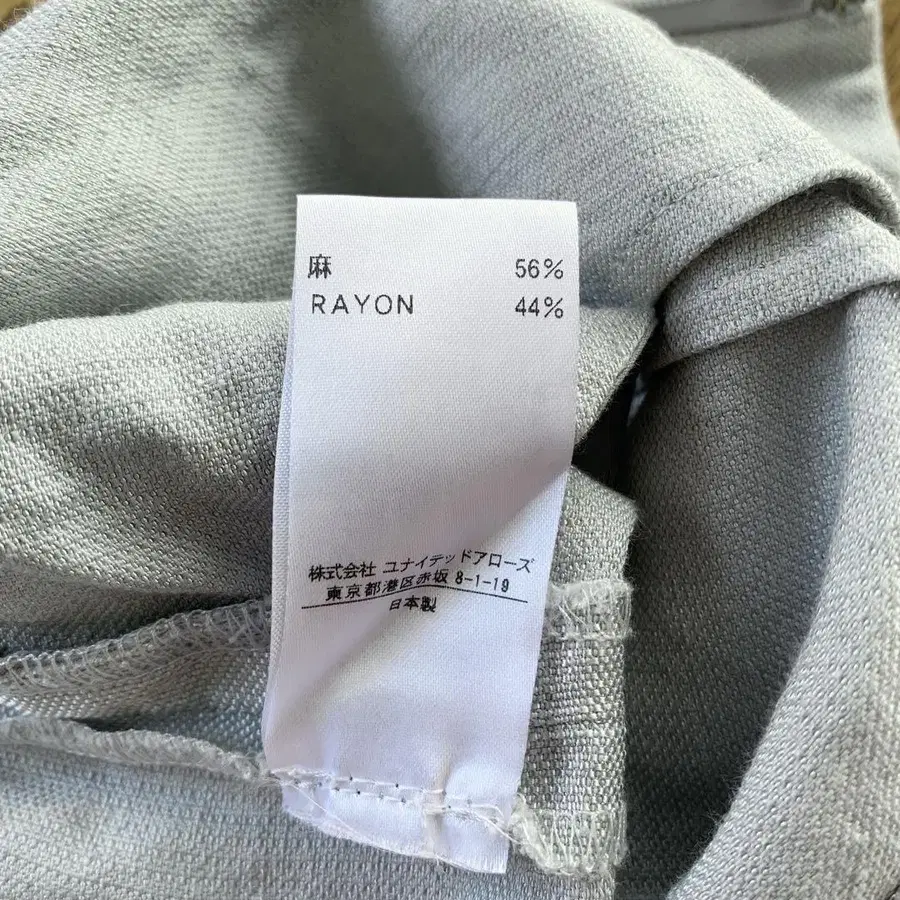 麻 56%
RAYON 44%
株式会社 ユナイテッドアローズ
東京都港区赤坂 8-1-19
日本製